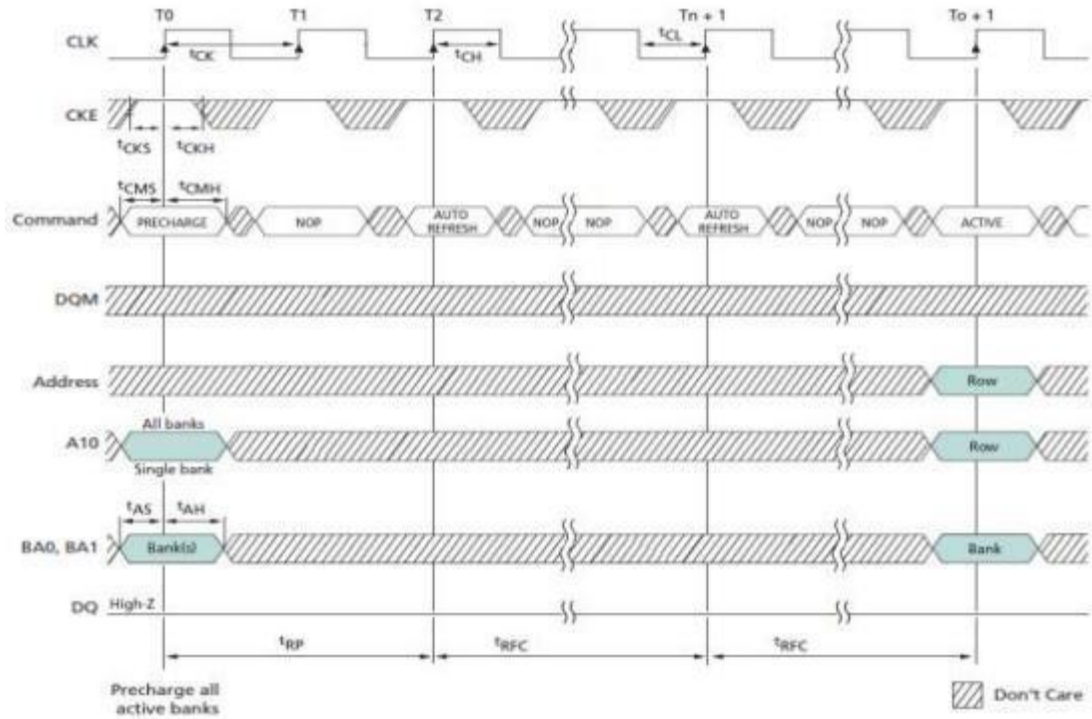 T0 T1 T2 Tn + 1 To + 1
CLK
tCK tCH tCL
CKE
tCKS tCKH
tCMS tCMH
Command PRECHARGE NOP AUTO REFRESH NOP NOP AUTO REFRESH NOP NOP ACTIVE
DQM
Address Row
All banks
A10 Row
Single bank
tAS tAH
BA0, BA1 Bank(s) Bank
DQ High-Z
tRP tRFC tRFC
Precharge all
active banks
Don't Care